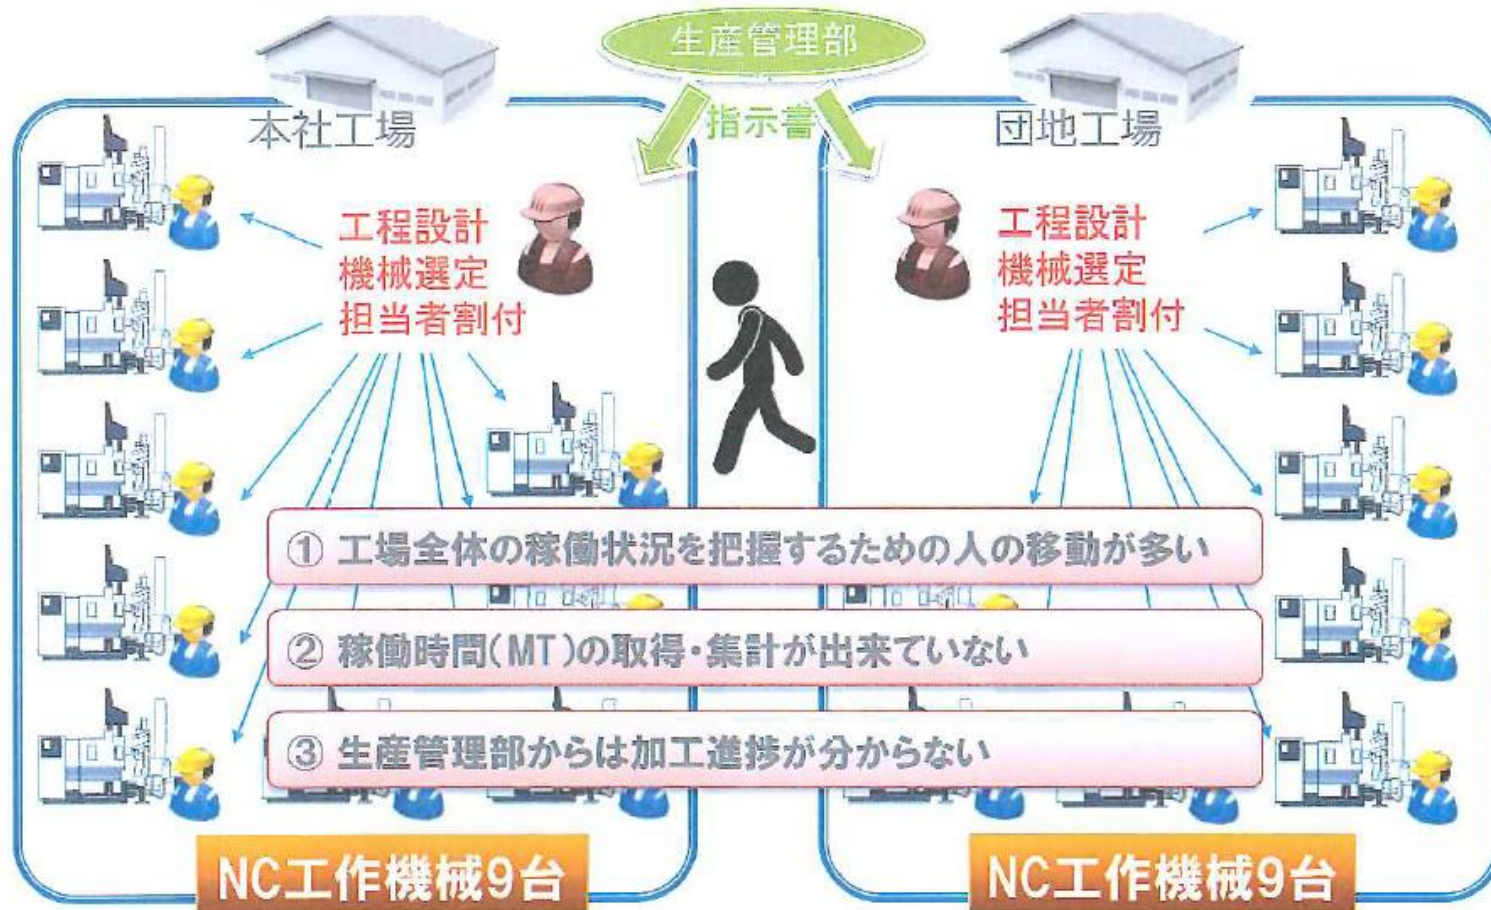 生産管理部
指示書
本社工場
工程設計
機械選定
担当者割付
団地工場
工程設計
機械選定
担当者割付
① 工場全体の稼働状況を把握するための人の移動が多い
② 稼働時間(MT)の取得・集計が出来ていない
③ 生産管理部からは加工進捗が分からない
NC工作機械9台
NC工作機械9台